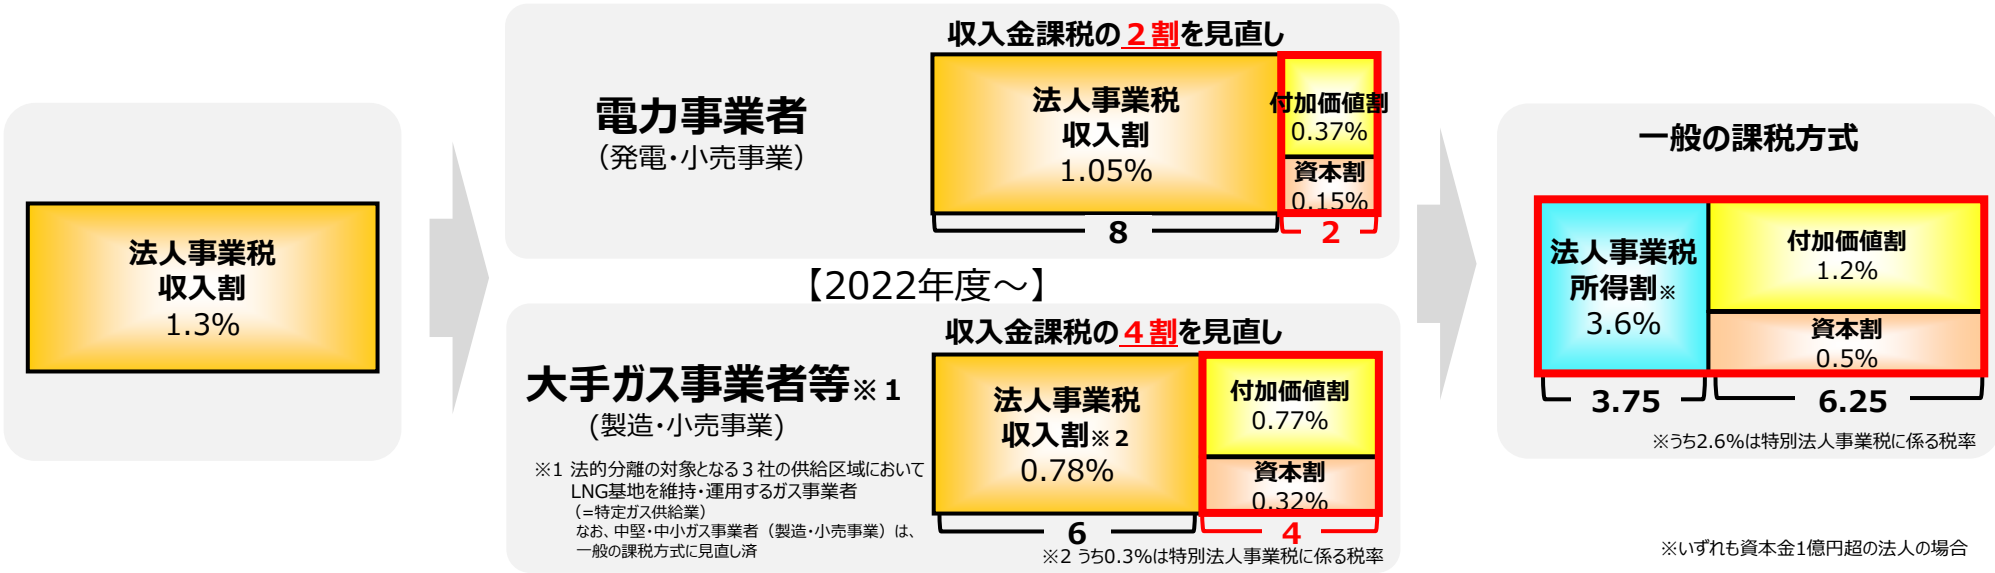 法人事業税
収入割
1.3%
収入金課税の２割を見直し
電力事業者
（発電・小売事業）
法人事業税
収入割
1.05%
付加価値割
0.37%
資本割
0.15%
8
2
【2022年度～】
収入金課税の４割を見直し
大手ガス事業者等※１
(製造・小売事業)
※1 法的分離の対象となる３社の供給区域において
LNG基地を維持・運用するガス事業者
（=特定ガス供給業）
なお、中堅・中小ガス事業者（製造・小売事業）は、
一般の課税方式に見直し済
法人事業税
収入割※２
0.78%
付加価値割
0.77%
資本割
0.32%
6
4
※2 うち0.3%は特別法人事業税に係る税率
一般の課税方式
法人事業税
所得割※
3.6%
付加価値割
1.2%
資本割
0.5%
3.75
6.25
※うち2.6%は特別法人事業税に係る税率
※いずれも資本金1億円超の法人の場合